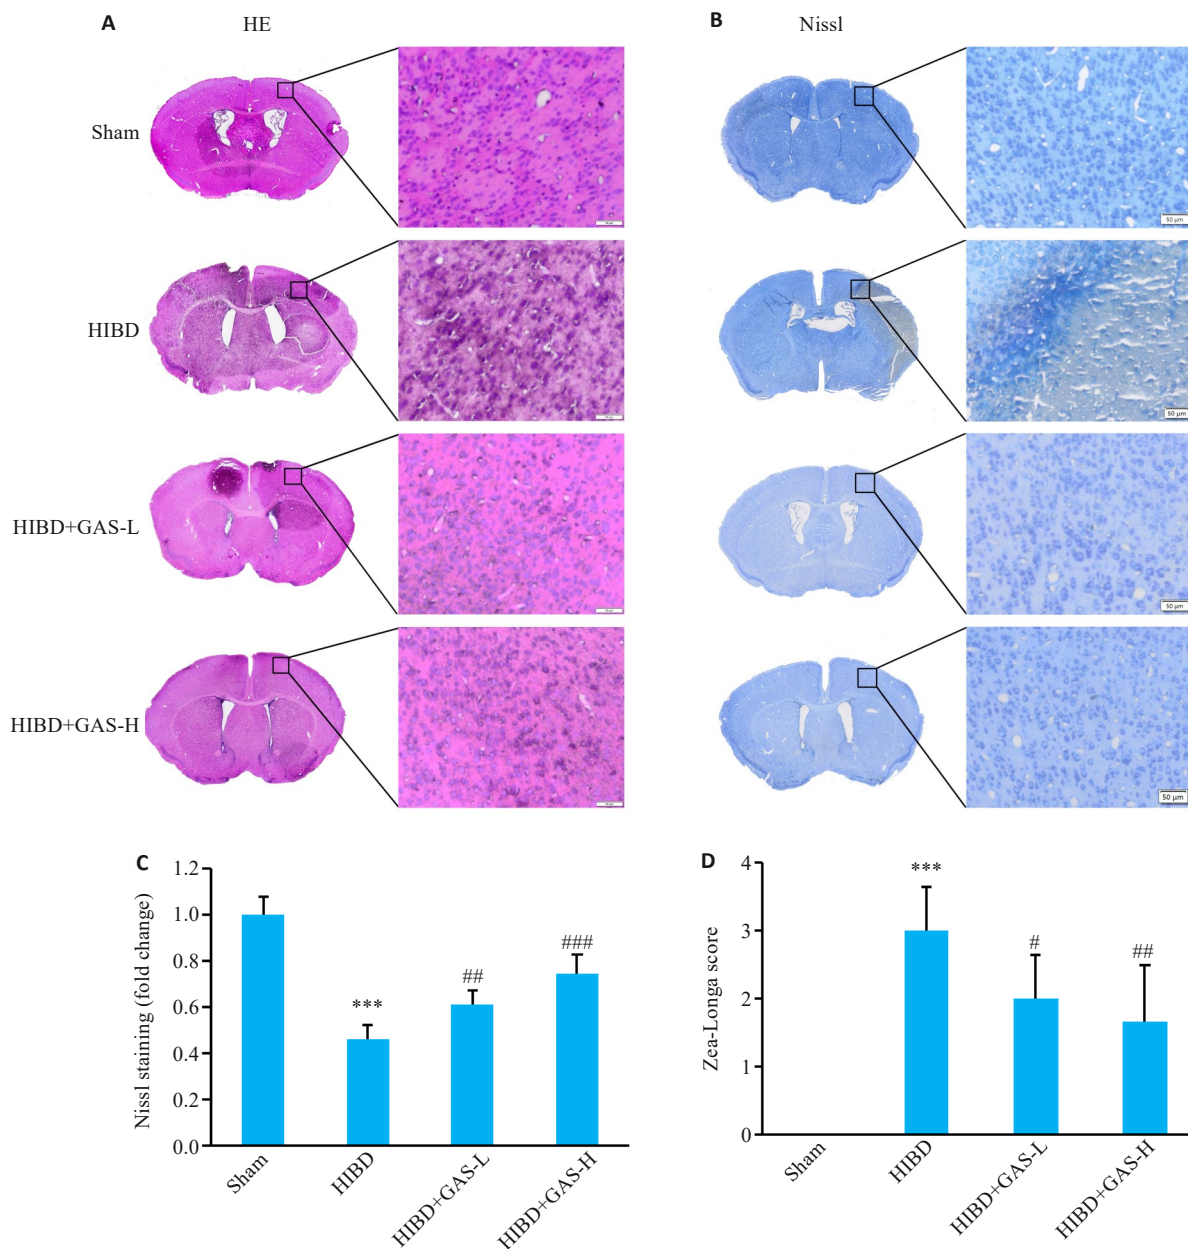 A
HE
B
Nissl
Sham
50 μm
HIBD
50 μm
HIBD+GAS-L
50 μm
HIBD+GAS-H
50 μm
C
Nissl staining (fold change)
1.2
1.0
0.8
0.6
0.4
0.2
0.0
***
##
###
Sham
HIBD
HIBD+GAS-L
HIBD+GAS-H
D
Zea-Longa score
4
3
2
1
0
***
#
##
Sham
HIBD
HIBD+GAS-L
HIBD+GAS-H